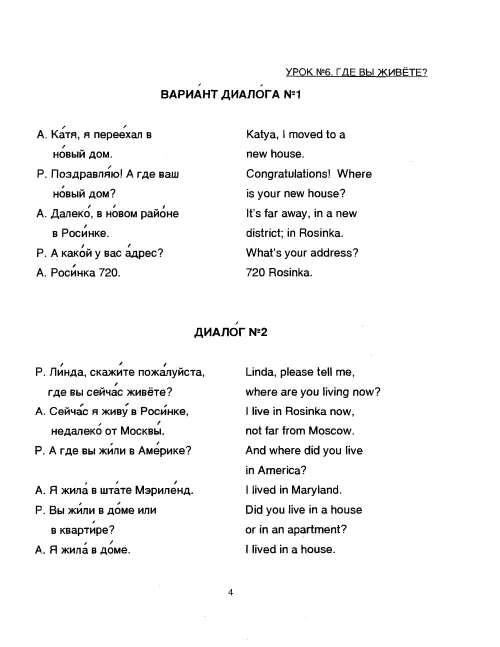 УРОК №6. ГДЕ ВЫ ЖИВЁТЕ?
ВАРИА́НТ ДИАЛО́ГА №1
А. Ка́тя, я перее́хал в Katya, I moved to a
но́вый дом. new house.
Р. Поздравля́ю! А где ваш Congratulations! Where
но́вый дом? is your new house?
А. Далеко́, в но́вом райо́не It's far away, in a new
в Роси́нке. district; in Rosinka.
Р. А како́й у вас а́дрес? What's your address?
А. Роси́нка 720. 720 Rosinka.
ДИАЛО́Г №2
Р. Ли́нда, скажи́те пожа́луйста, Linda, please tell me,
где вы сейча́с живёте? where are you living now?
А. Сейча́с я живу́ в Роси́нке, I live in Rosinka now,
недалеко́ от Москвы́. not far from Moscow.
Р. А где вы жи́ли в Аме́рике? And where did you live
in America?
А. Я жила́ в шта́те Мэриле́нд. I lived in Maryland.
Р. Вы жи́ли в до́ме или Did you live in a house
в кварти́ре? or in an apartment?
А. Я жила́ в до́ме. I lived in a house.
4